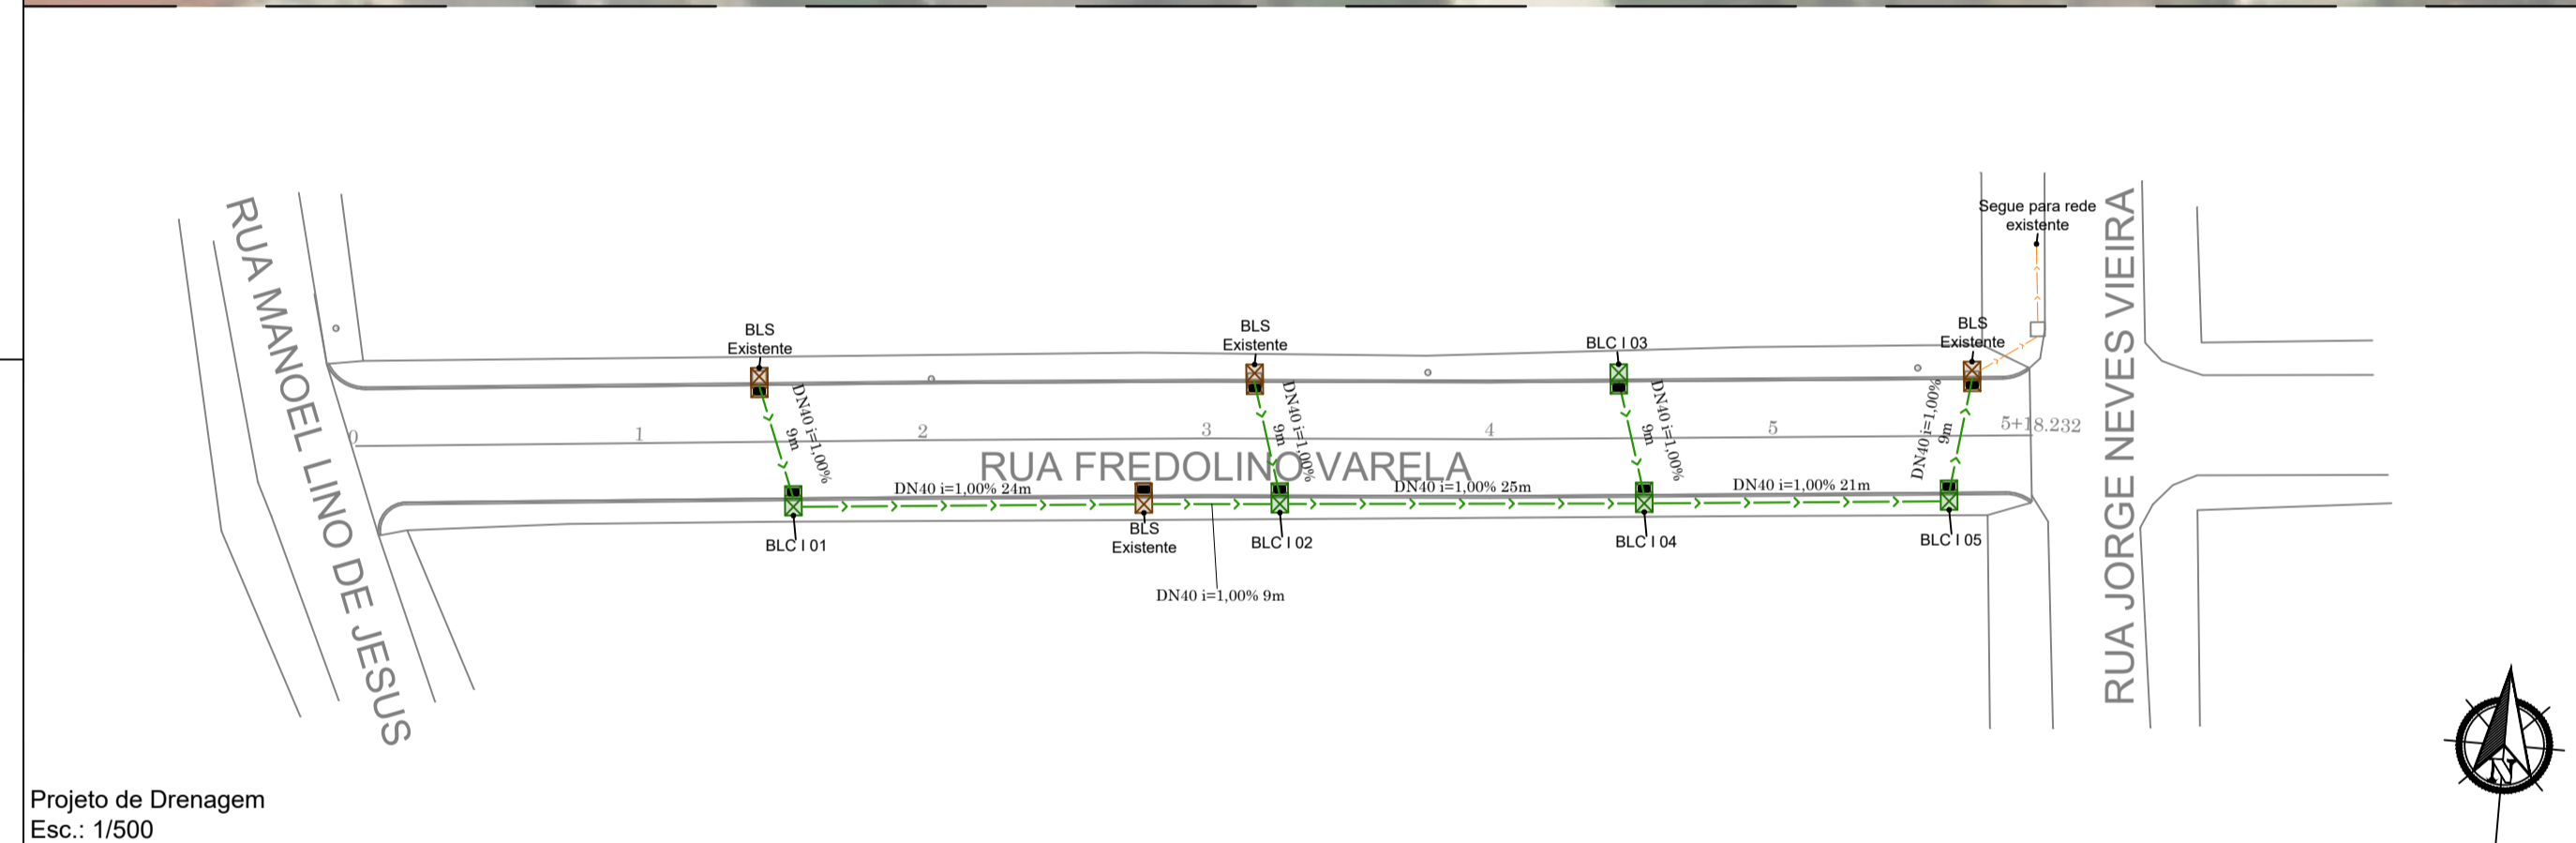 RUA MANOEL LINO DE JESUS
Segue para rede
existente
RUA JORGE NEVES VIEIRA
BLS
Existente
BLS
Existente
BLC I 03
BLS
Existente
DN40 i=1,00%
9m
DN40 i=1,00%
9m
DN40 i=1,00%
9m
DN40 i=1,00%
9m
0
1
2
3
4
5
5+18.232
RUA FREDOLINO VARELA
DN40 i=1,00% 24m
DN40 i=1,00% 25m
DN40 i=1,00% 21m
BLC I 01
BLS
Existente
BLC I 02
BLC I 04
BLC I 05
DN40 i=1,00% 9m
N
Projeto de Drenagem
Esc.: 1/500